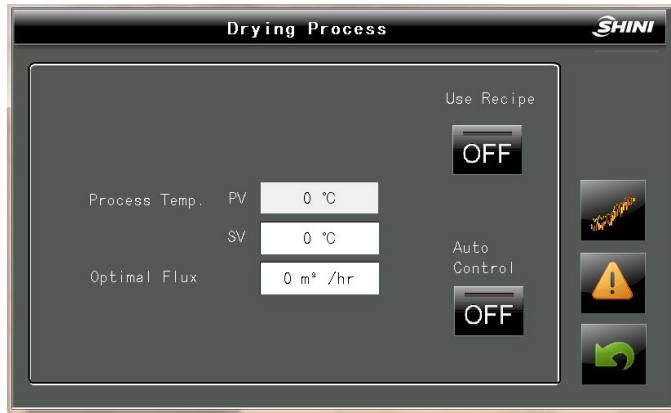 Drying Process
SHINI
Use Recipe
OFF
Process Temp. PV 0 ℃
SV 0 ℃
Auto Control
Optimal Flux 0 m³ /hr
OFF